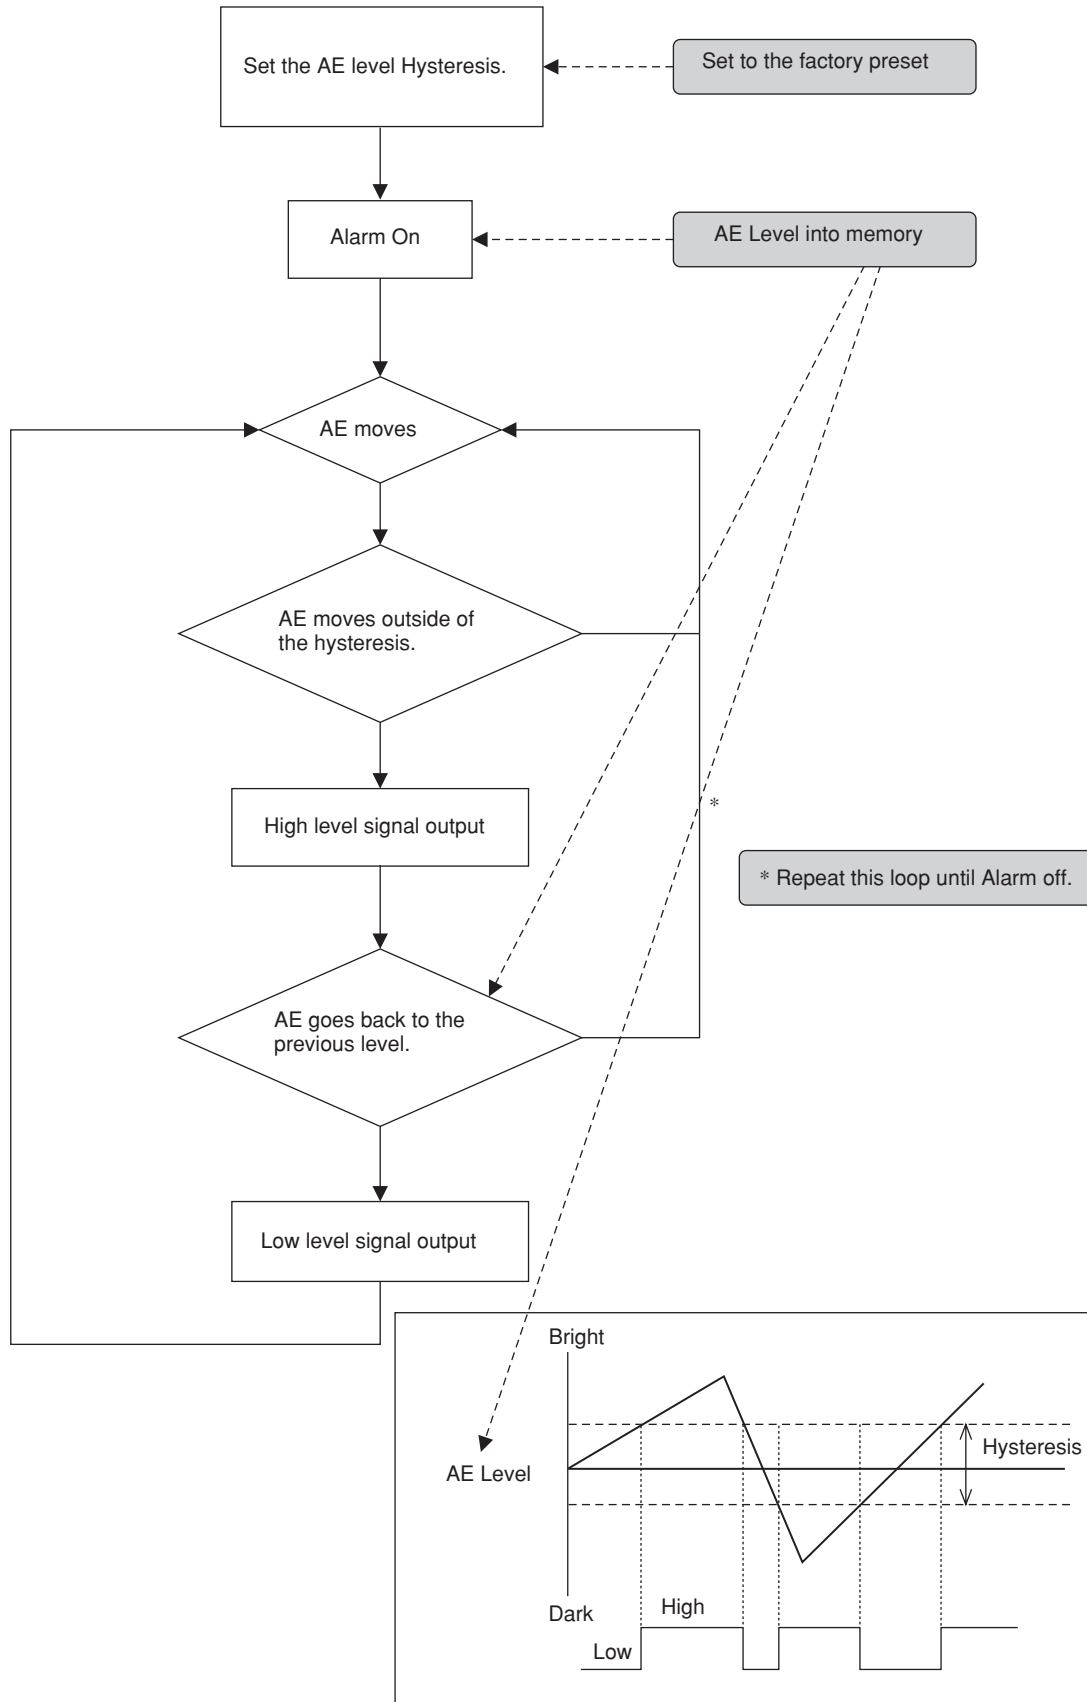 Set the AE level Hysteresis.
Set to the factory preset
Alarm On
AE Level into memory
AE moves
AE moves outside of
the hysteresis.
High level signal output
*
* Repeat this loop until Alarm off.
AE goes back to the
previous level.
Low level signal output
Bright
Hysteresis
AE Level
Dark
High
Low